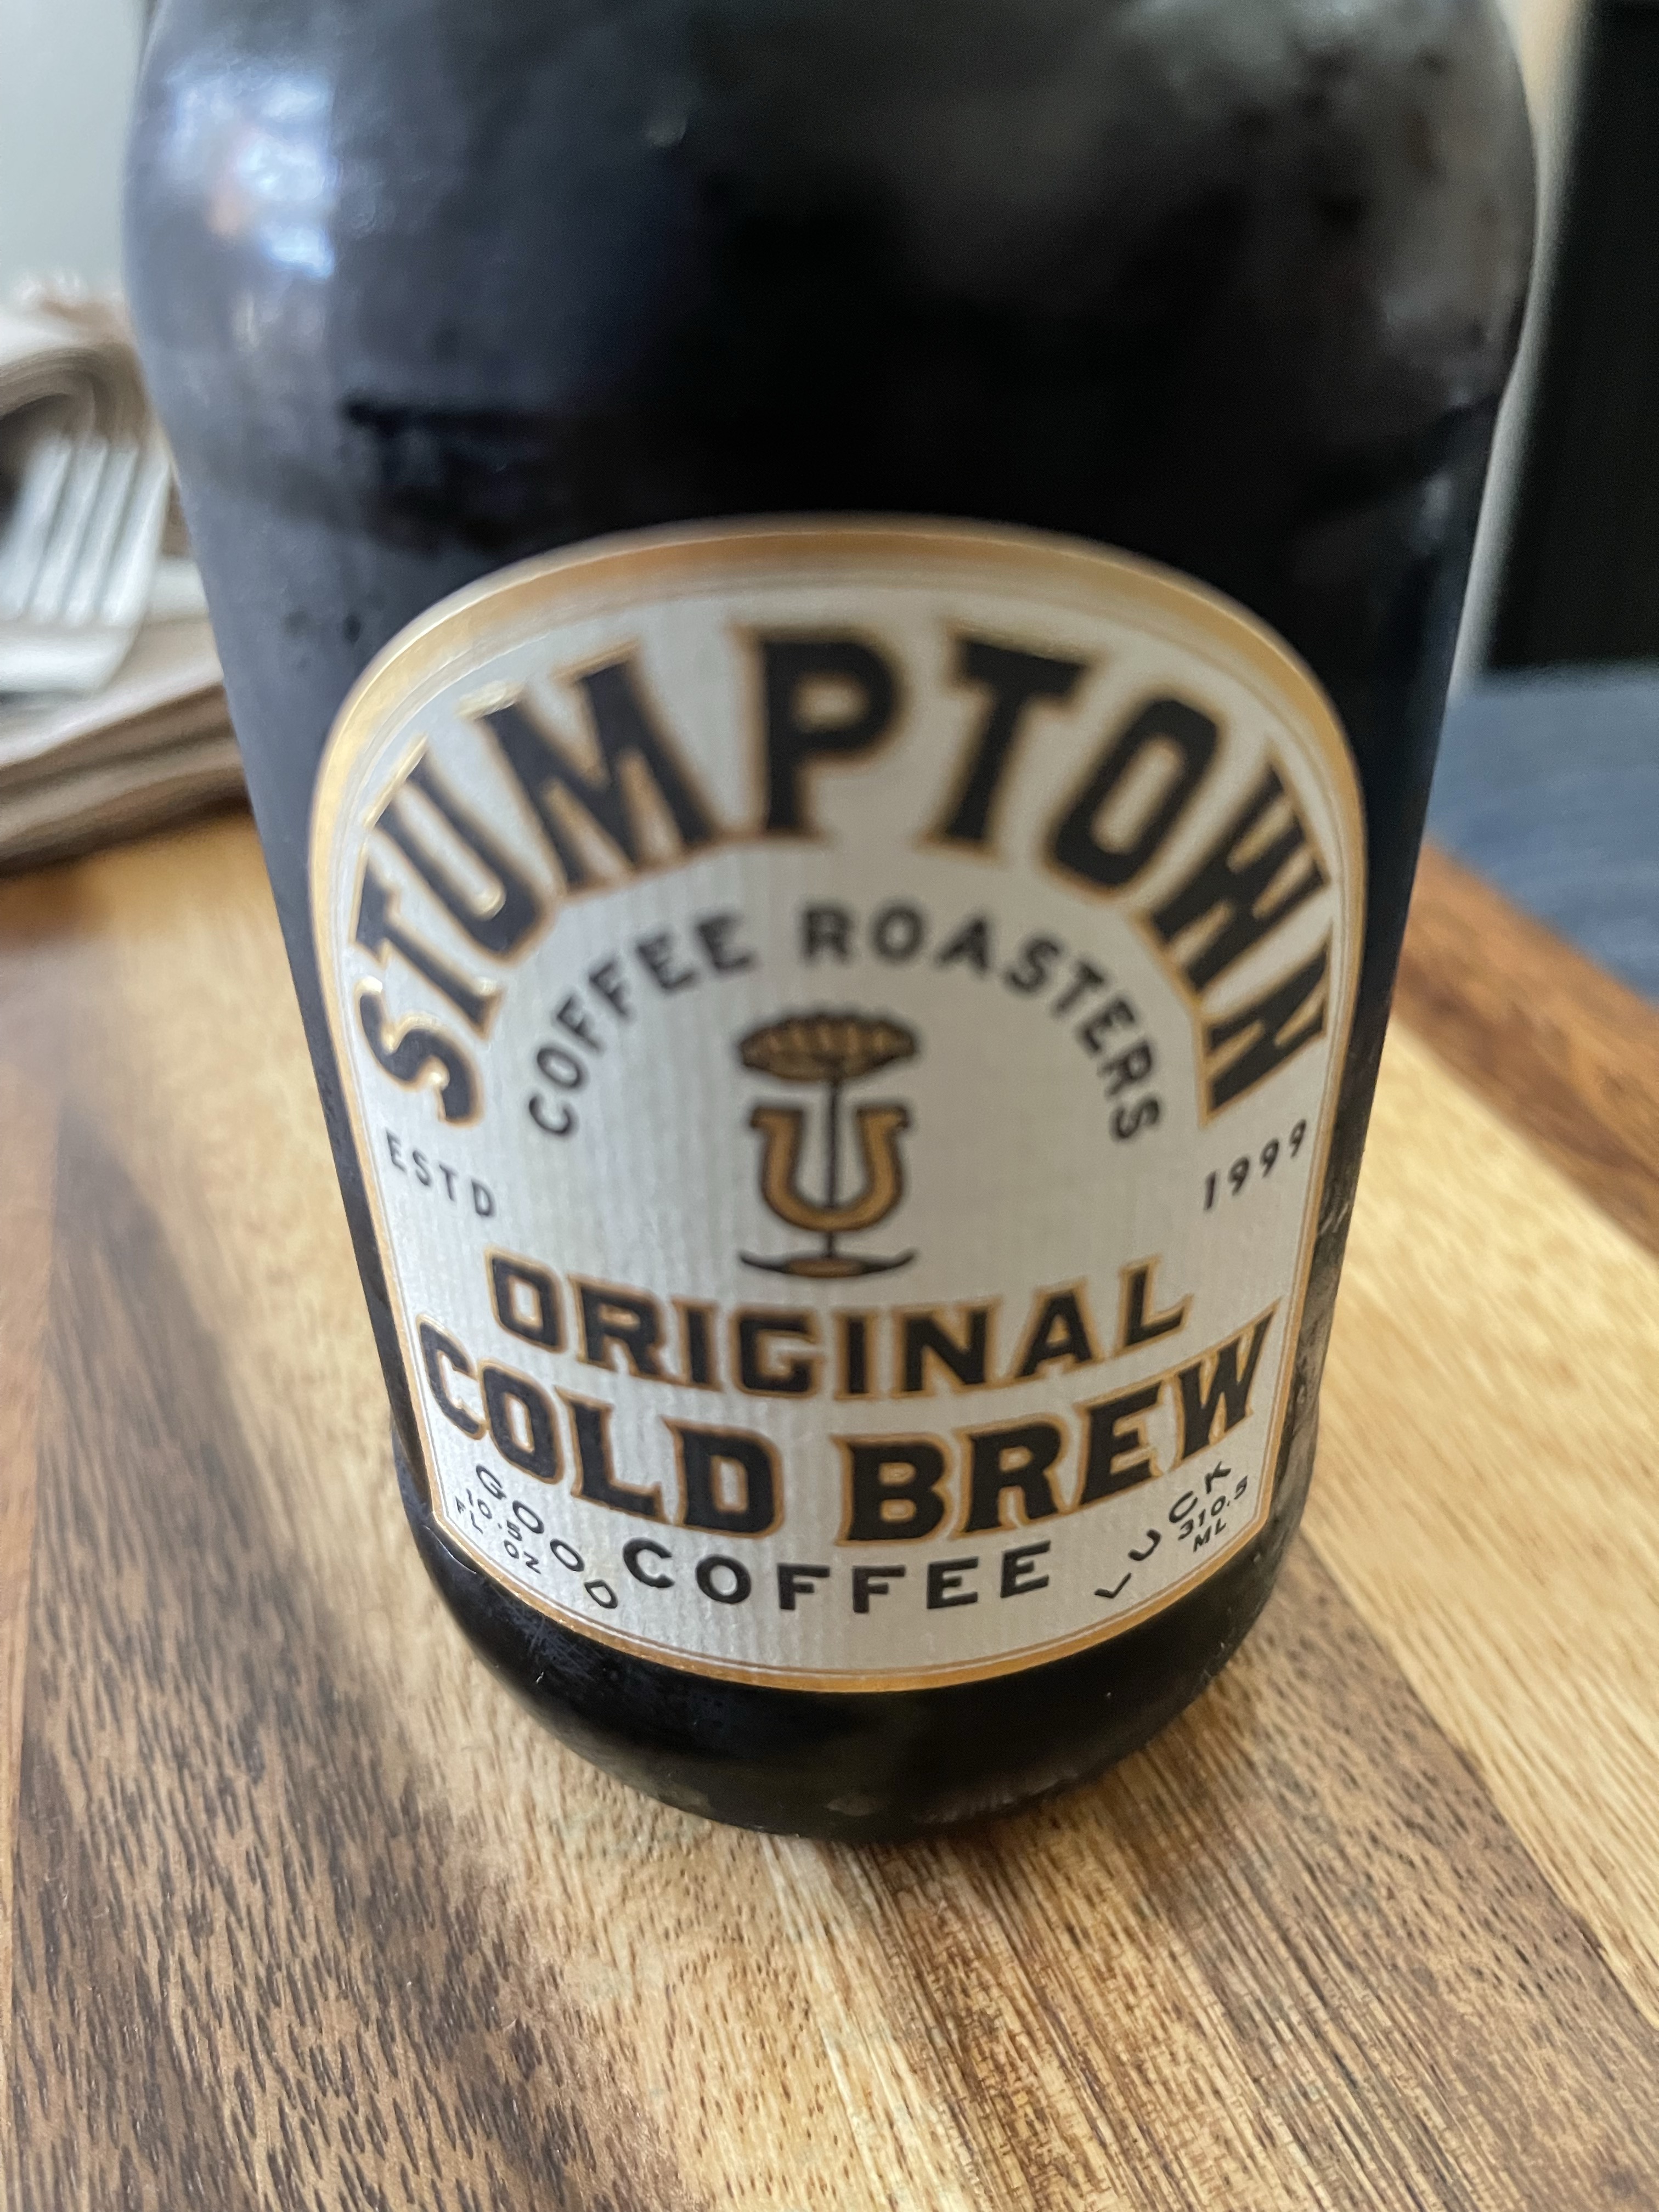 STUMPTOWN
COFFEE ROASTERS
ESTD 1999
ORIGINAL
COLD BREW
GOOD LUCK
10.5
FL OZ
310.5
ML
COFFEE